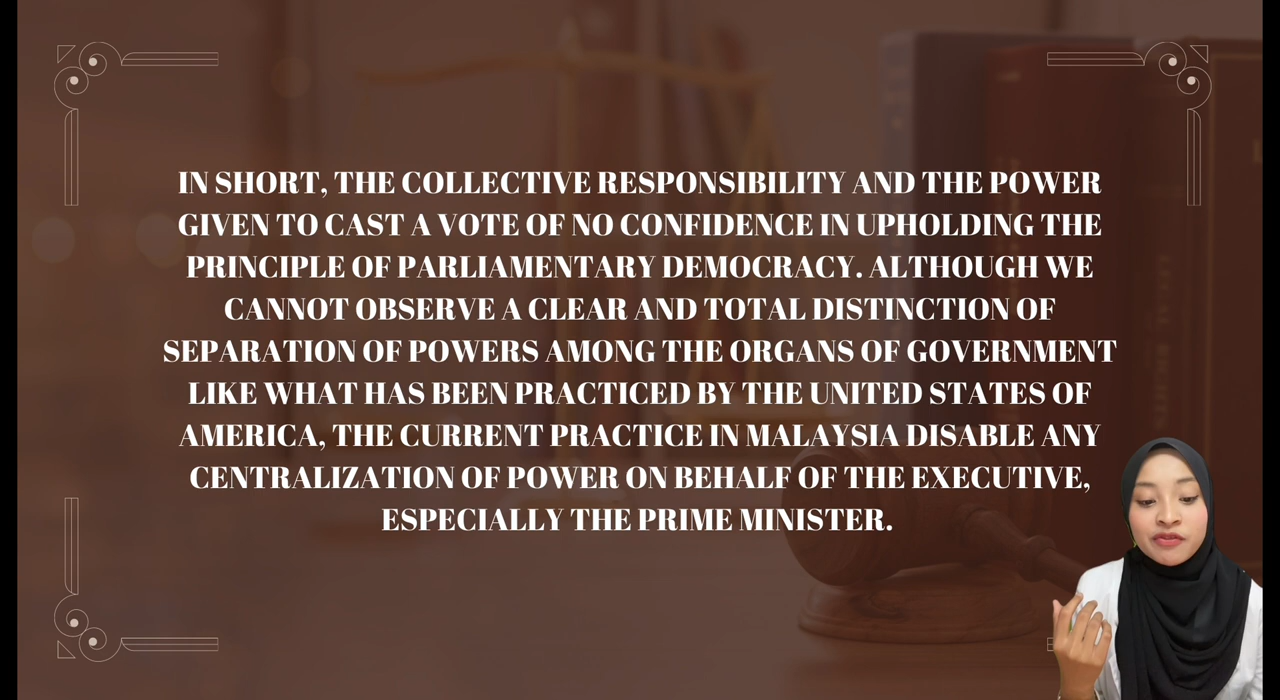 IN SHORT, THE COLLECTIVE RESPONSIBILITY AND THE POWER
GIVEN TO CAST A VOTE OF NO CONFIDENCE IN UPHOLDING THE
PRINCIPLE OF PARLIAMENTARY DEMOCRACY. ALTHOUGH WE
CANNOT OBSERVE A CLEAR AND TOTAL DISTINCTION OF
SEPARATION OF POWERS AMONG THE ORGANS OF GOVERNMENT
LIKE WHAT HAS BEEN PRACTICED BY THE UNITED STATES OF
AMERICA, THE CURRENT PRACTICE IN MALAYSIA DISABLE ANY
CENTRALIZATION OF POWER ON BEHALF OF THE EXECUTIVE,
ESPECIALLY THE PRIME MINISTER.